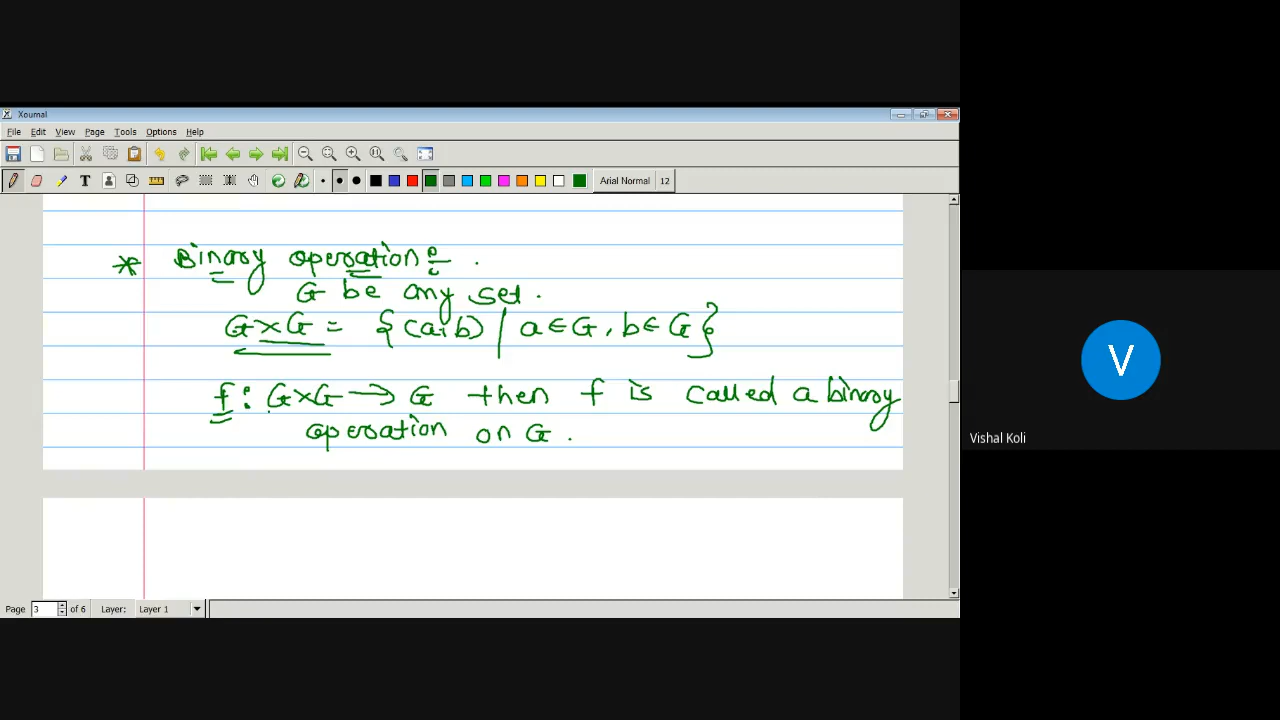 Xournal
File Edit View Page Tools Options Help
Arial Normal 12
* Binary operation :-
G be any set.
G×G = {(a,b) | a∈G, b∈G}
f: G×G → G then f is called a binary
operation on G.
V
Vishal Koli
Page 3 of 6 Layer: Layer 1